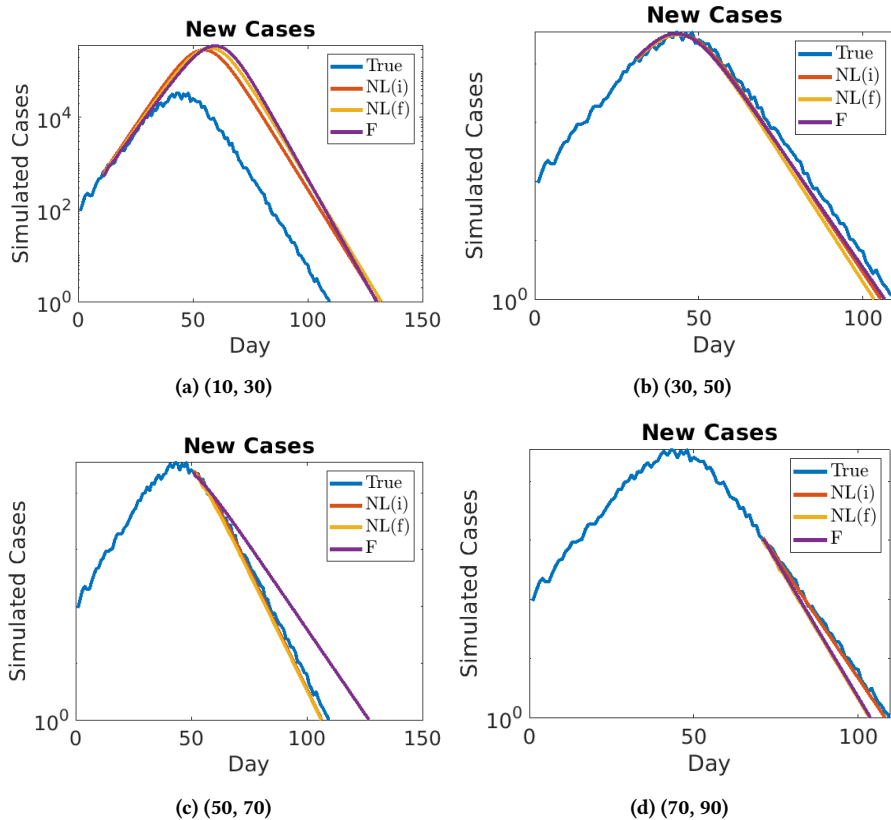 New Cases
Simulated Cases
10^4
10^2
10^0
0 50 100 150
Day
True
NL(i)
NL(f)
F
(a) (10, 30)
New Cases
Simulated Cases
10^0
0 50 100
Day
True
NL(i)
NL(f)
F
(b) (30, 50)
New Cases
Simulated Cases
10^0
0 50 100 150
Day
True
NL(i)
NL(f)
F
(c) (50, 70)
New Cases
Simulated Cases
10^0
0 50 100
Day
True
NL(i)
NL(f)
F
(d) (70, 90)